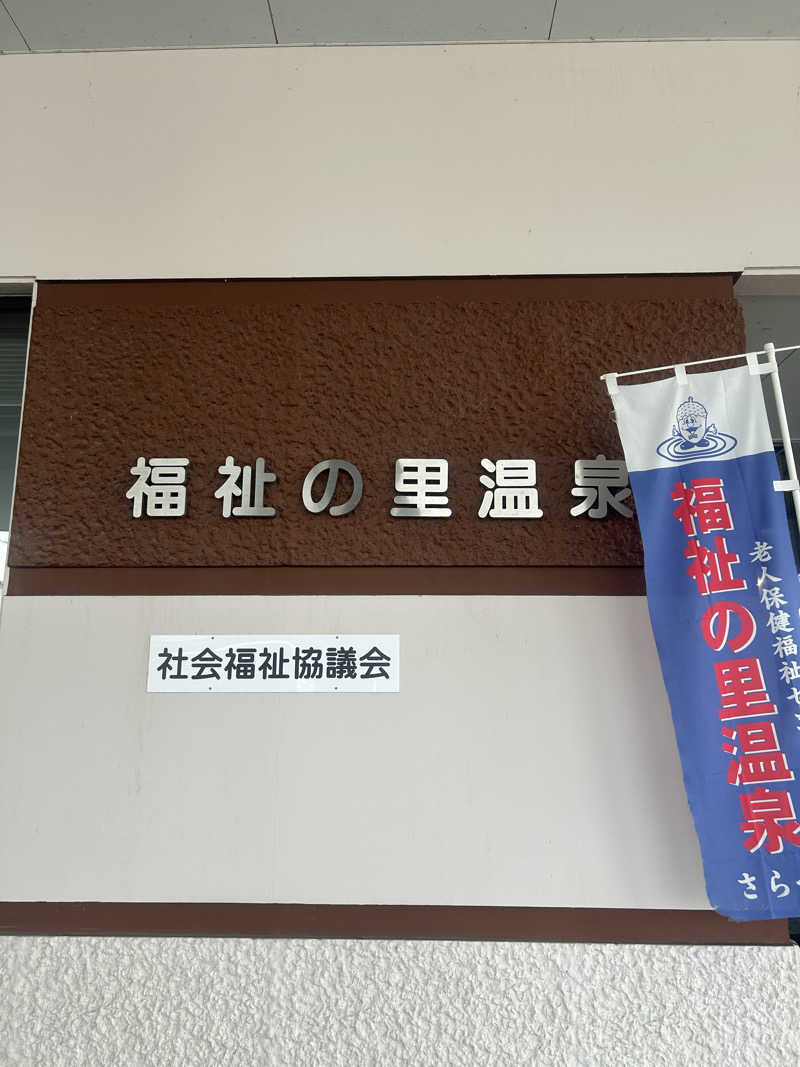 福祉の里温泉
社会福祉協議会
福祉の里温泉
老人保健福祉セ
さら